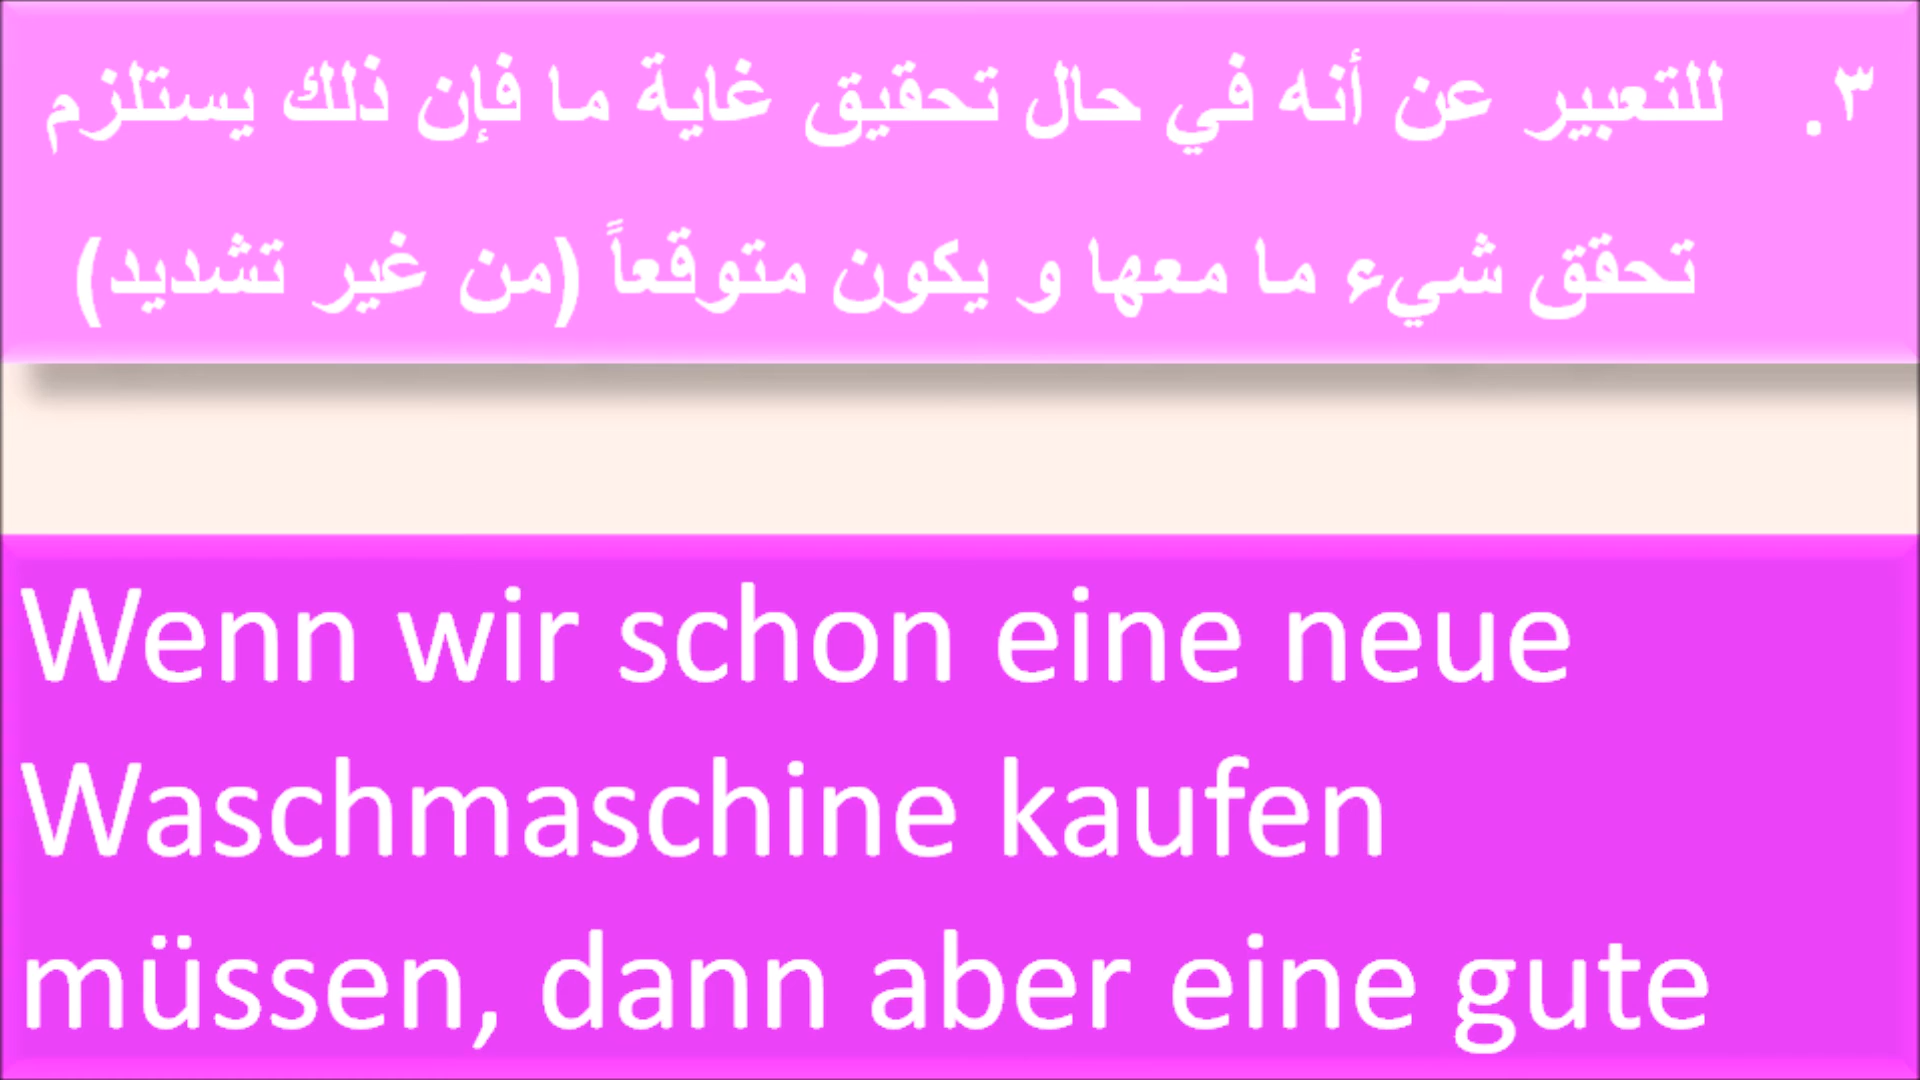 ٣. للتعبير عن أنه في حال تحقيق غاية ما فإن ذلك يستلزم
تحقق شيء ما معها و يكون متوقعاً (من غير تشديد)
Wenn wir schon eine neue
Waschmaschine kaufen
müssen, dann aber eine gute